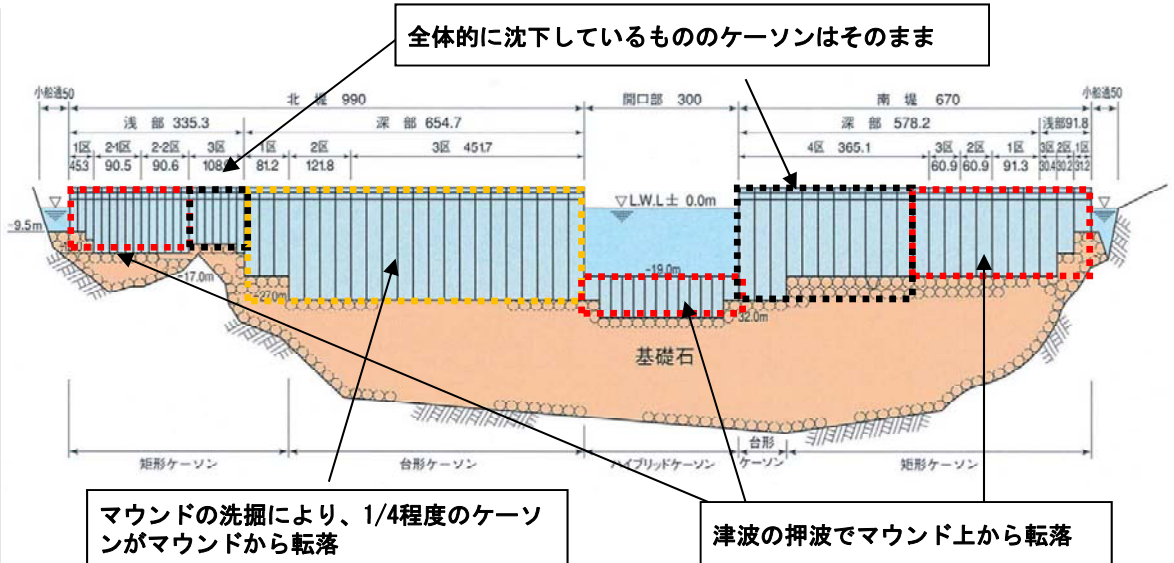 全体的に沈下しているもののケーソンはそのまま
小船通50
北 堤 990
開口部 300
南 堤 670
小船通50
浅 部 335.3
深 部 654.7
深 部 578.2
浅部91.8
1区 2-1区 2-2区 3区 1区 2区 3区 451.7
4区 365.1
3区 2区 1区 3区 2区 1区
45.3 90.5 90.6 108. 81.2 121.8
60.9 60.9 91.3 30.4 30.2 31.2
▽L.W.L± 0.0m
-9.5m
-17.0m
-19.0m
-27.0m
32.0m
基礎石
矩形ケーソン
台形ケーソン
ハイブリッドケーソン
台形
ケーソン
矩形ケーソン
マウンドの洗掘により、1/4程度のケーソ
ンがマウンドから転落
津波の押波でマウンド上から転落